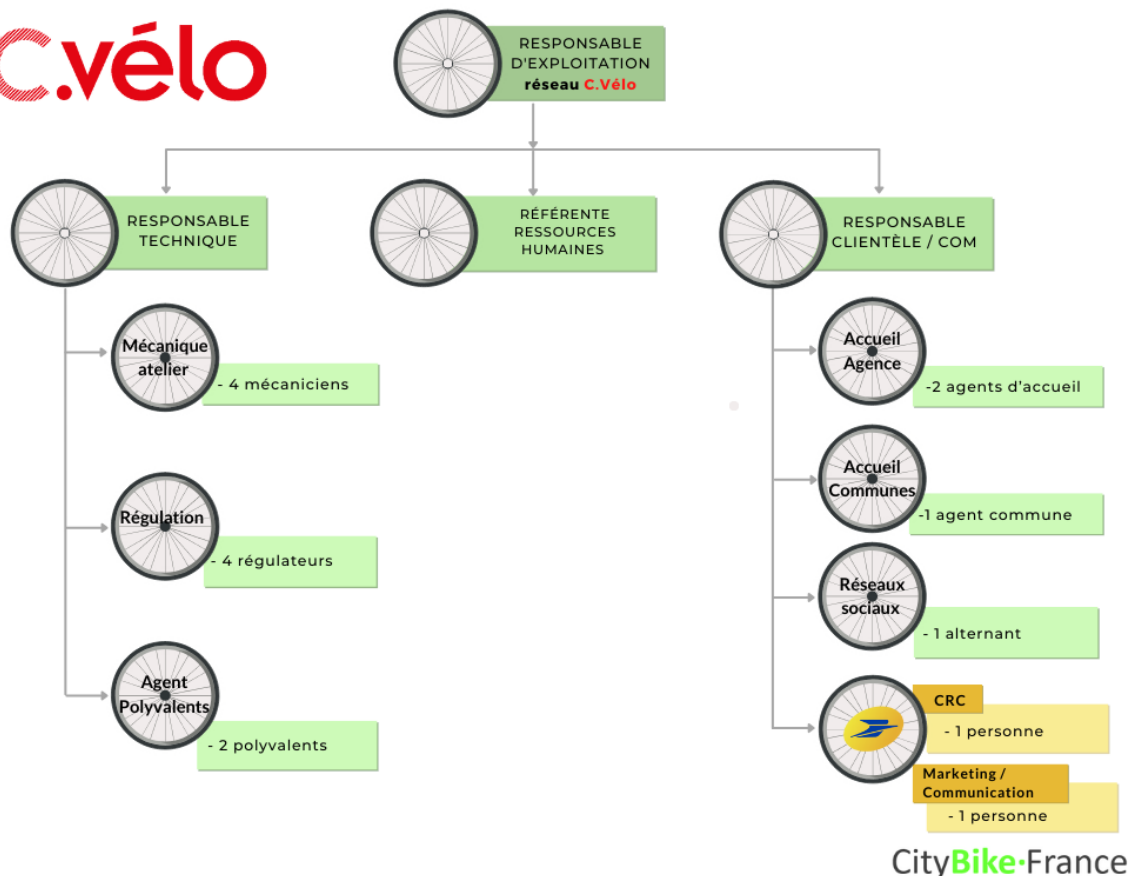 C.vélo
RESPONSABLE
D'EXPLOITATION
réseau C.Vélo
RESPONSABLE
TECHNIQUE
RÉFÉRENTE
RESSOURCES
HUMAINES
RESPONSABLE
CLIENTÈLE / COM
Mécanique
atelier
- 4 mécaniciens
Régulation
- 4 régulateurs
Agent
Polyvalents
- 2 polyvalents
Accueil
Agence
-2 agents d'accueil
Accueil
Communes
-1 agent commune
Réseaux
sociaux
- 1 alternant
CRC
- 1 personne
Marketing /
Communication
- 1 personne
CityBike·France